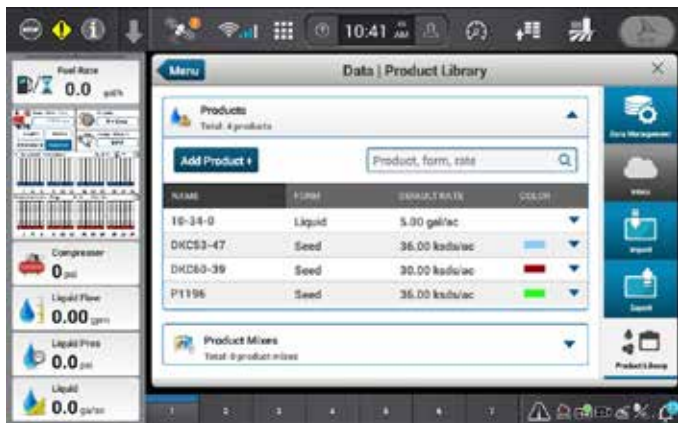 10:41 AM
Fuel Rate
0.0 gal/h
Compressor
0 psi
Liquid Flow
0.00 gpm
Liquid Pres
0.0 psi
Liquid
0.0 ga/ac
Menu
Data | Product Library
Products
Total: 4 products
Add Product +
Product, form, rate
NAME FORM DEFAULT RATE COLOR
10-34-0 Liquid 5.00 gal/ac
DKC53-47 Seed 36.00 ksds/ac
DKC60-39 Seed 30.00 ksds/ac
P1196 Seed 36.00 ksds/ac
Product Mixes
Total: 0 product mixes
Data Management
Inbox
Import
Export
Product Library
1 2 3 4 5 6 7